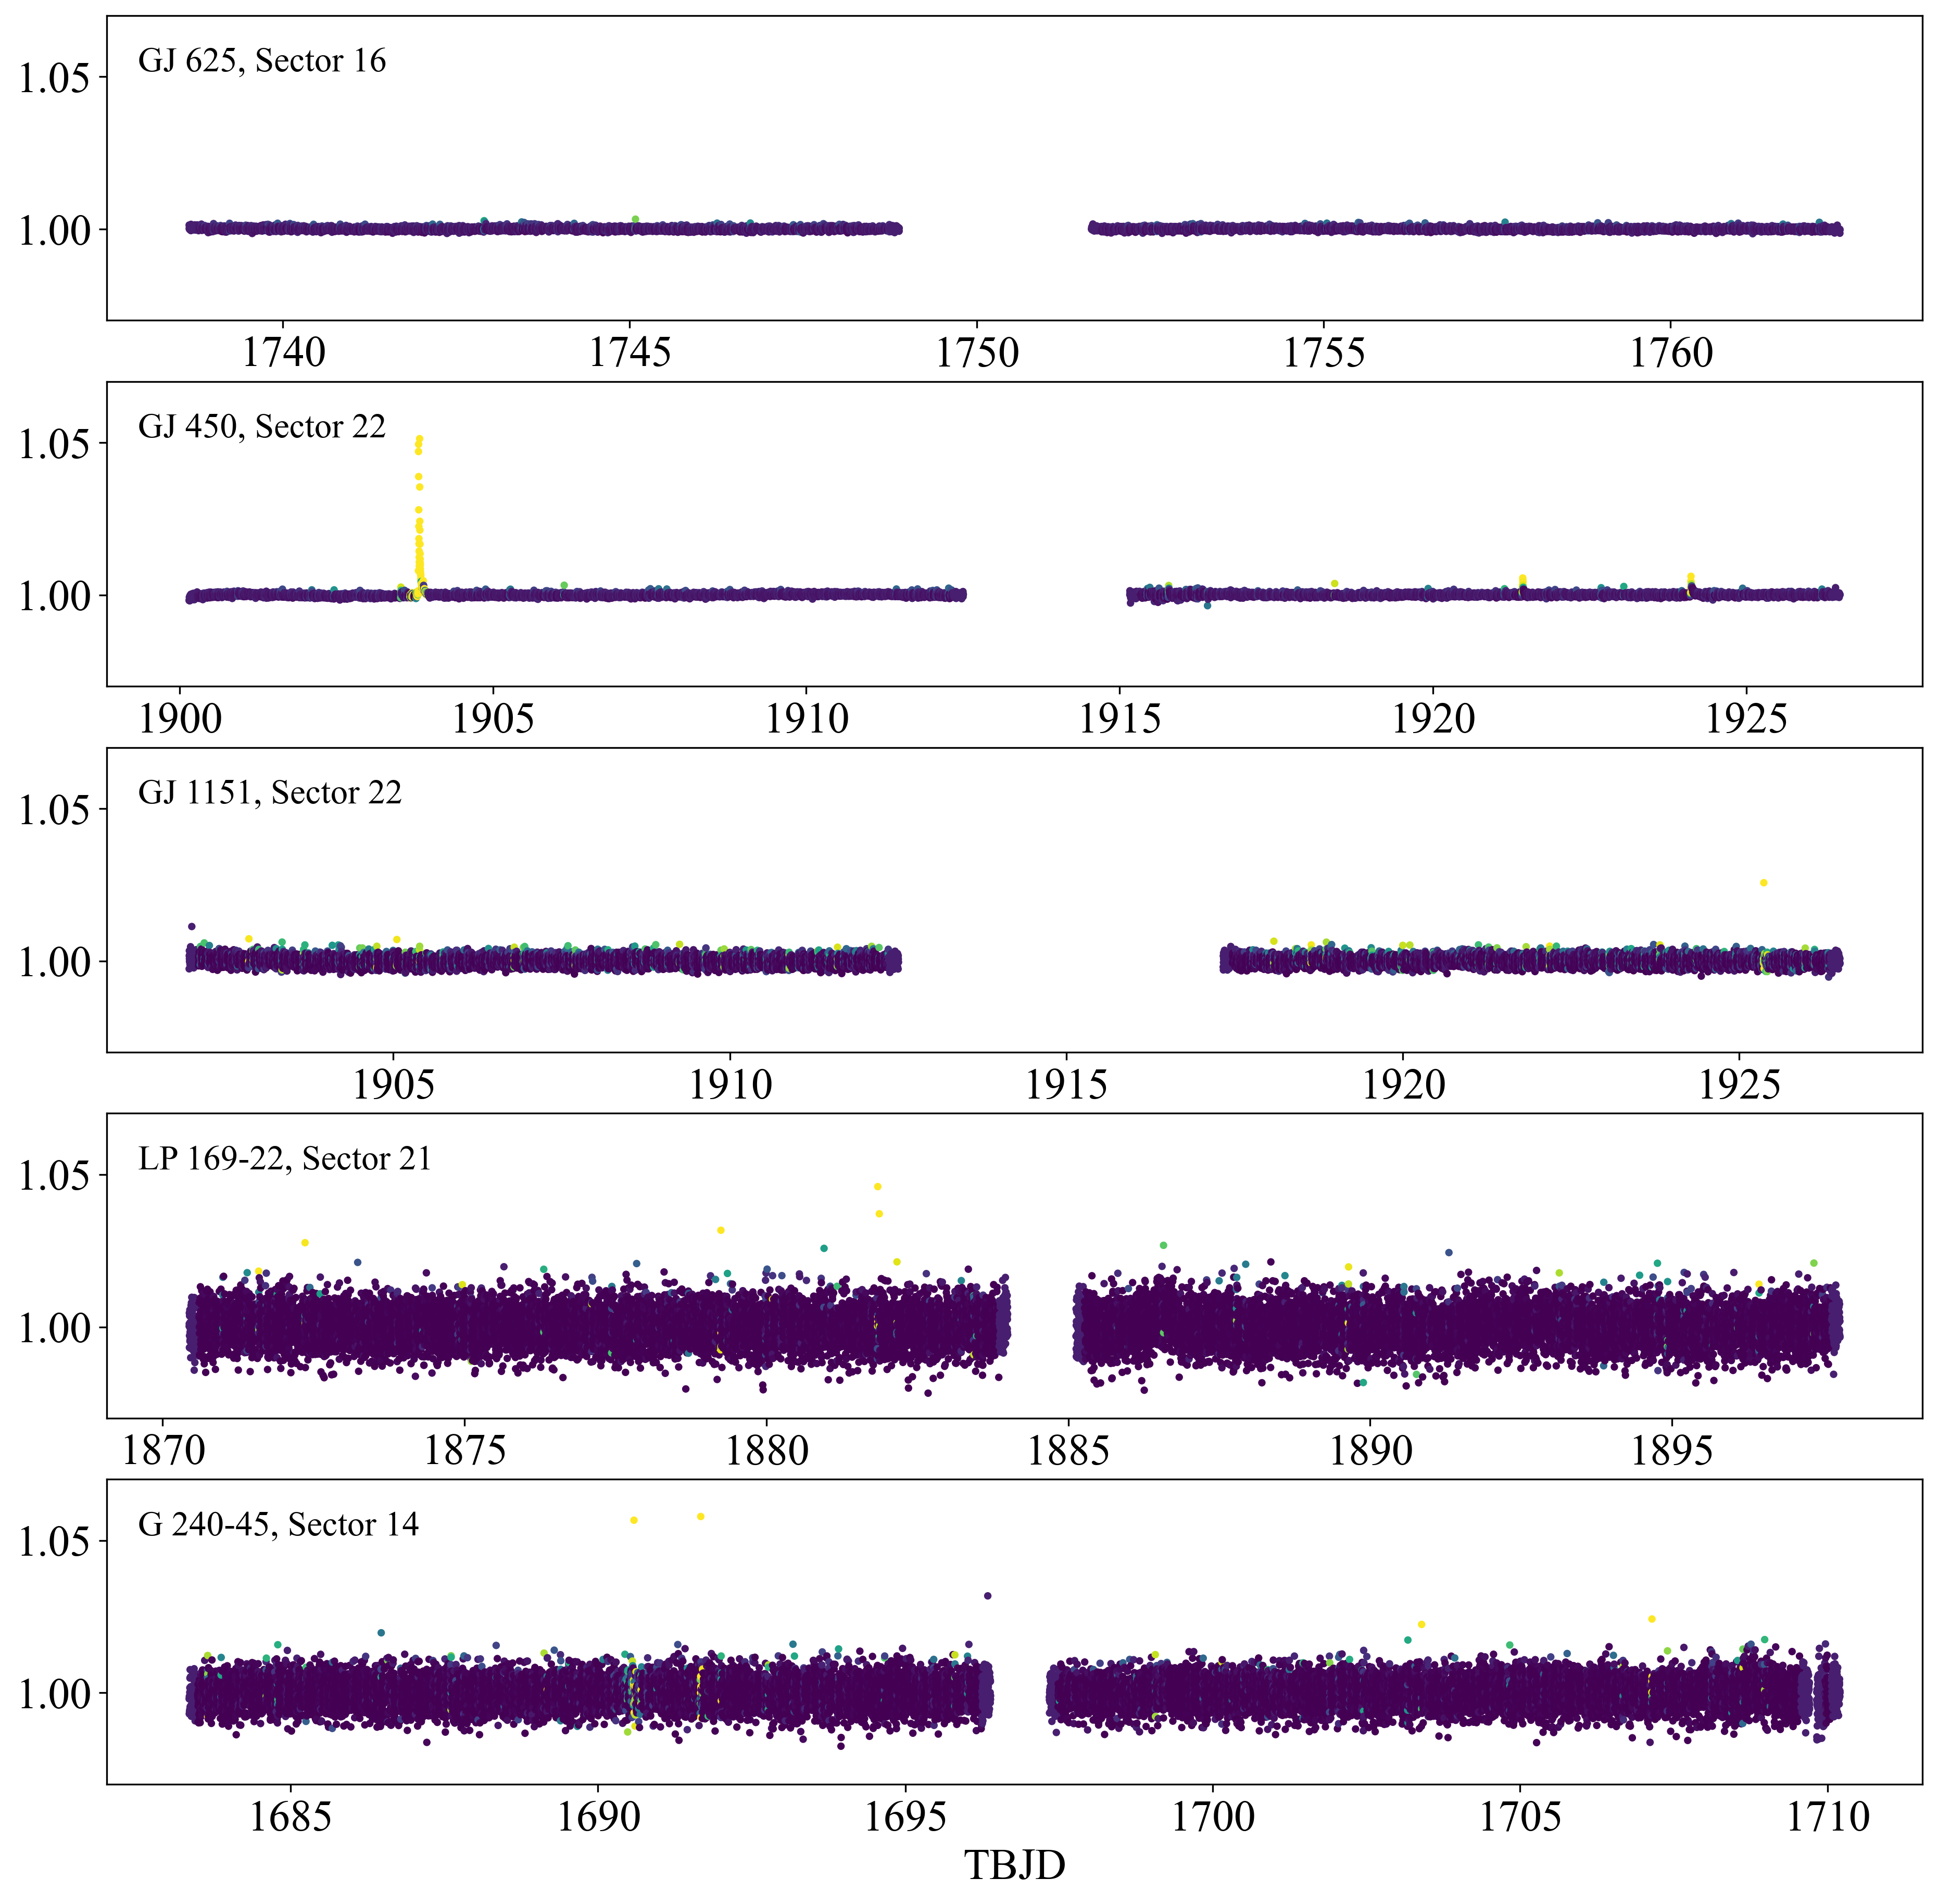 GJ 625, Sector 16
1.05
1.00
1740 1745 1750 1755 1760
GJ 450, Sector 22
1.05
1.00
1900 1905 1910 1915 1920 1925
GJ 1151, Sector 22
1.05
1.00
1905 1910 1915 1920 1925
LP 169-22, Sector 21
1.05
1.00
1870 1875 1880 1885 1890 1895
G 240-45, Sector 14
1.05
1.00
1685 1690 1695 1700 1705 1710
TBJD